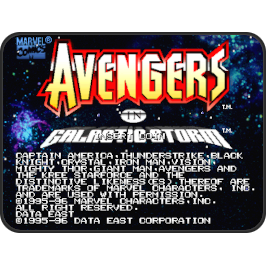 MARVEL
COMICS
AVENGERS
TM
IN
GALACTIC STORM
INSERT COIN
TM
CAPTAIN AMERICA,THUNDERSTRIKE,BLACK
KNIGHT,CRYSTAL,IRON MAN,VISION,
MIGHTY THOR,GIANT MAN,AVENGERS AND
THE KREE STARFORCE AND THE
DISTINCTIVE LIKENESS(ES) THEREOF ARE
TRADEMARKS OF MARVEL CHARACTERS, INC.
AND ARE USED WITH PERMISSION.
©1995-96 MARVEL CHARACTERS,INC.
ALL RIGHT RESERVED.
DATA EAST
©1995-96 DATA EAST CORPORATION